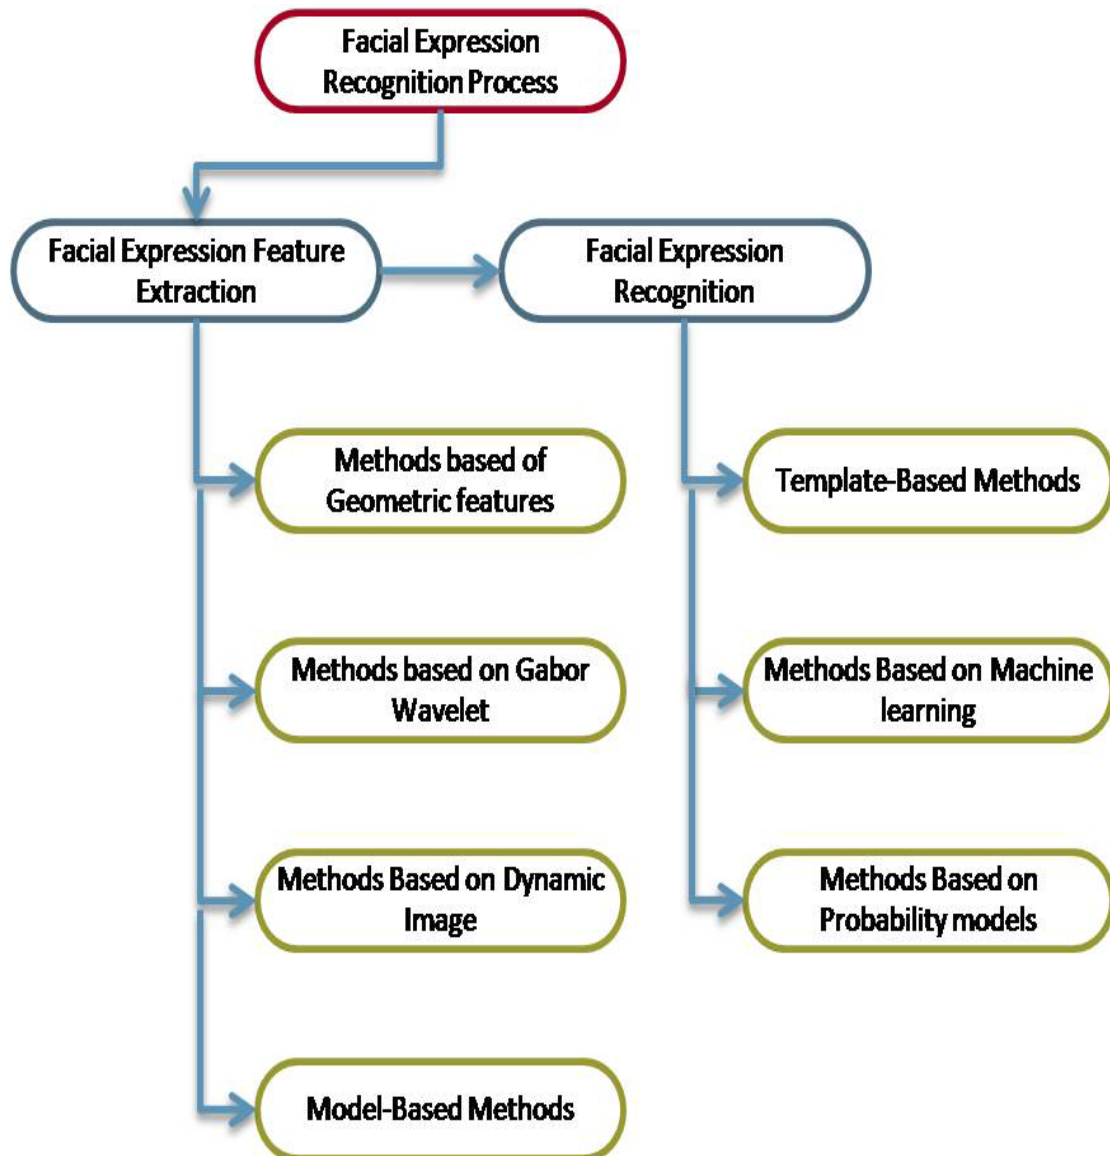 Facial Expression
Recognition Process
Facial Expression Feature
Extraction
Facial Expression
Recognition
Methods based of
Geometric features
Template-Based Methods
Methods based on Gabor
Wavelet
Methods Based on Machine
learning
Methods Based on Dynamic
Image
Methods Based on
Probability models
Model-Based Methods